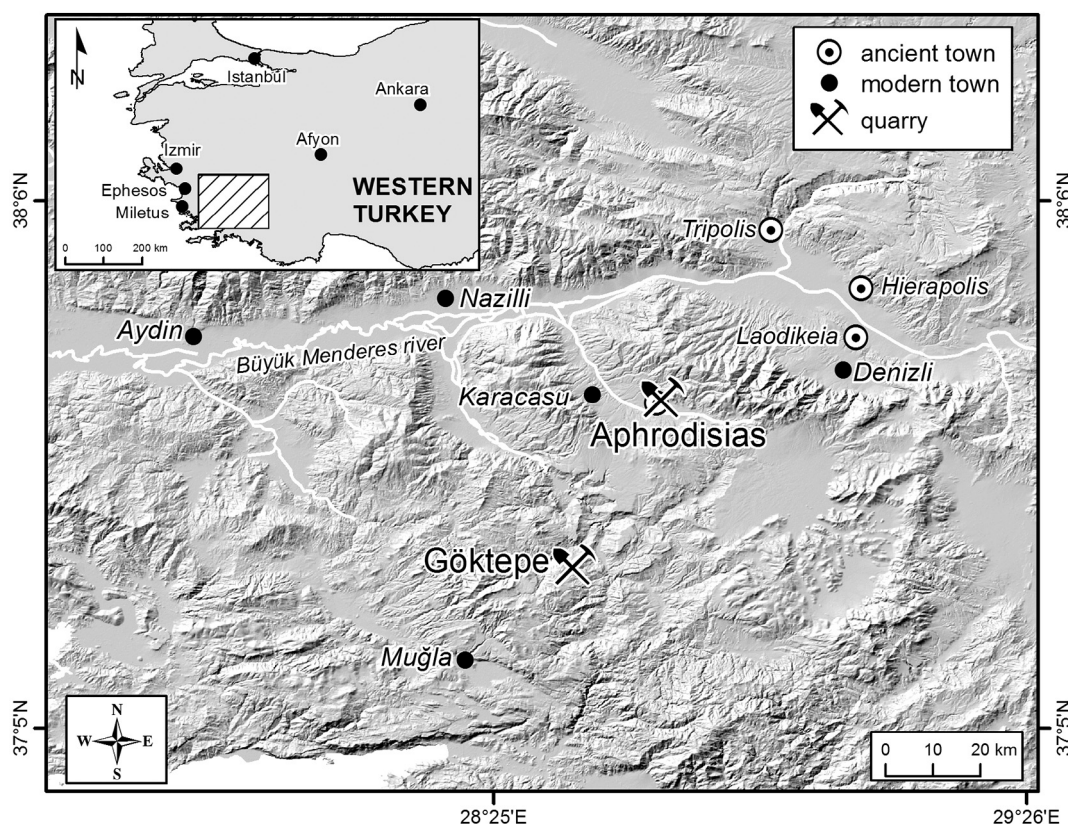 N
Istanbul
Ankara
Afyon
Izmir
Ephesos
Miletus
WESTERN
TURKEY
0 100 200 km
ancient town
modern town
quarry
38°6'N
38°6'N
Tripolis
Hierapolis
Nazilli
Laodikeia
Aydin
Büyük Menderes river
Denizli
Karacasu
Aphrodisias
Göktepe
Muğla
37°5'N
37°5'N
N
W E
S
0 10 20 km
28°25'E
29°26'E